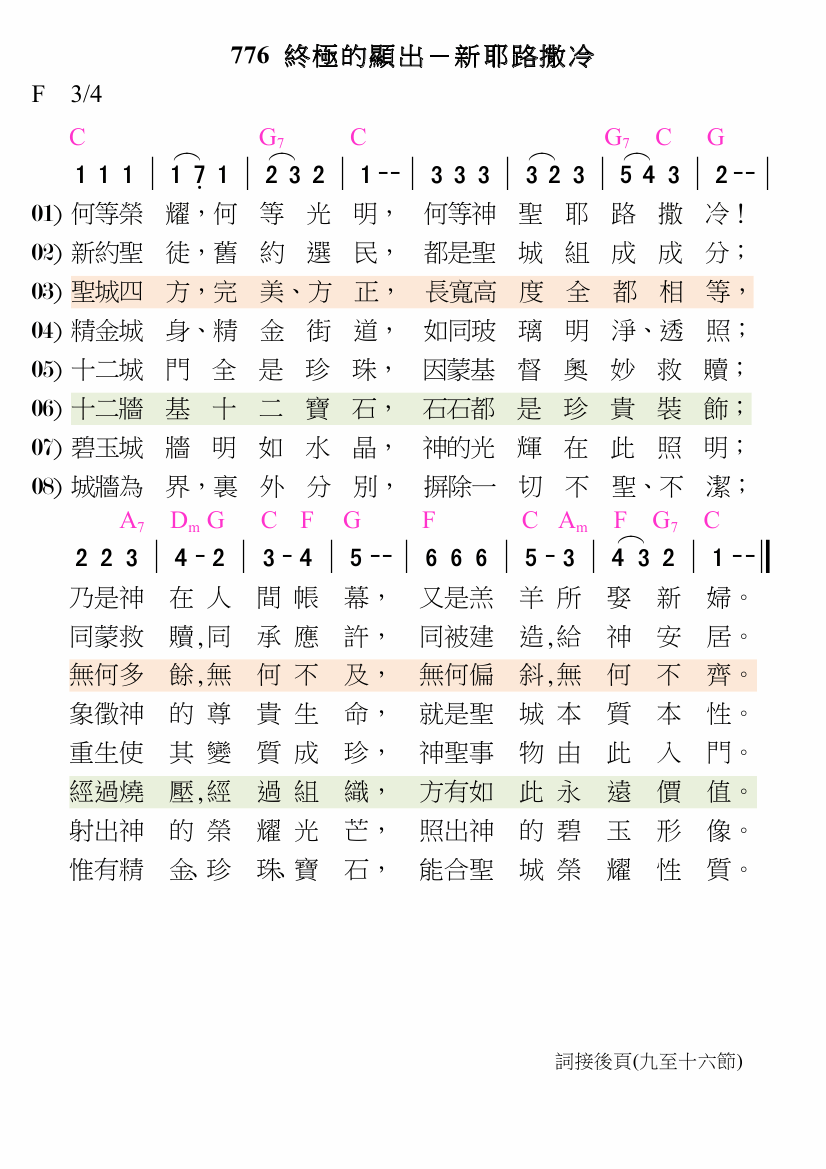 776 終極的顯出－新耶路撒冷
F 3/4
C G7 C G7 C G
1 1 1 | 1 7̣ 1 | 2 3 2 | 1 - - | 3 3 3 | 3 2 3 | 5 4 3 | 2 - - |
01) 何等榮耀，何等光明，何等神聖耶路撒冷！
02) 新約聖徒，舊約選民，都是聖城組成成分；
03) 聖城四方，完美、方正，長寬高度全都相等，
04) 精金城身、精金街道，如同玻璃明淨、透照；
05) 十二城門全是珍珠，因蒙基督奧妙救贖；
06) 十二牆基十二寶石，石石都是珍貴裝飾；
07) 碧玉城牆明如水晶，神的光輝在此照明；
08) 城牆為界，裏外分別，摒除一切不聖、不潔；
A7 Dm G C F G F C Am F G7 C
2 2 3 | 4 - 2 | 3 - 4 | 5 - - | 6 6 6 | 5 - 3 | 4 3 2 | 1 - - ‖
乃是神在人間帳幕，又是羔羊所娶新婦。
同蒙救贖,同承應許，同被建造,給神安居。
無何多餘,無何不及，無何偏斜,無何不齊。
象徵神的尊貴生命，就是聖城本質本性。
重生使其變質成珍，神聖事物由此入門。
經過燒壓,經過組織，方有如此永遠價值。
射出神的榮耀光芒，照出神的碧玉形像。
惟有精金、珍珠、寶石，能合聖城榮耀性質。
詞接後頁(九至十六節)